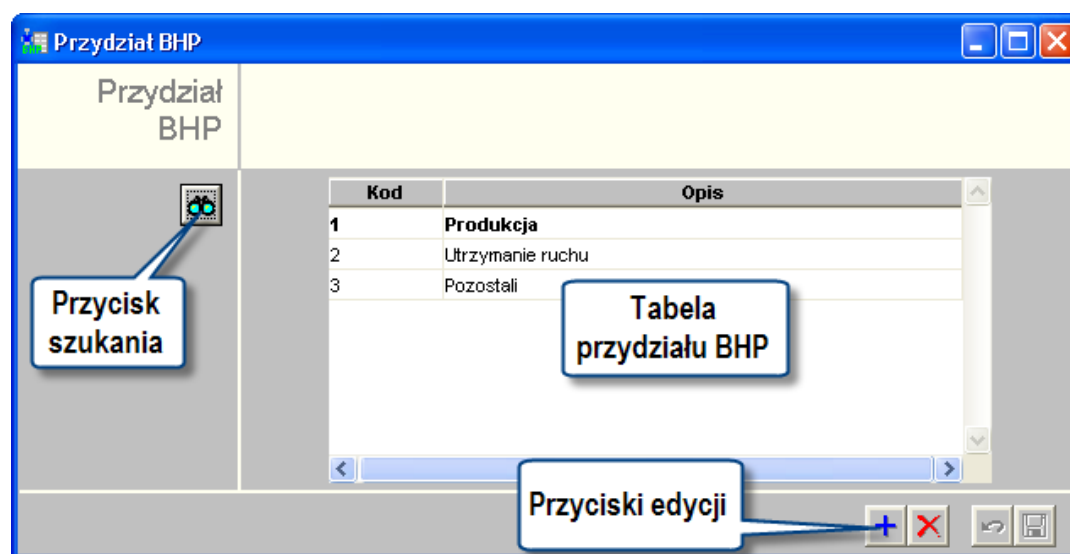 Przydział BHP
Przydział
BHP
Kod Opis
1 Produkcja
2 Utrzymanie ruchu
3 Pozostali
Przycisk
szukania
Tabela
przydziału BHP
Przyciski edycji